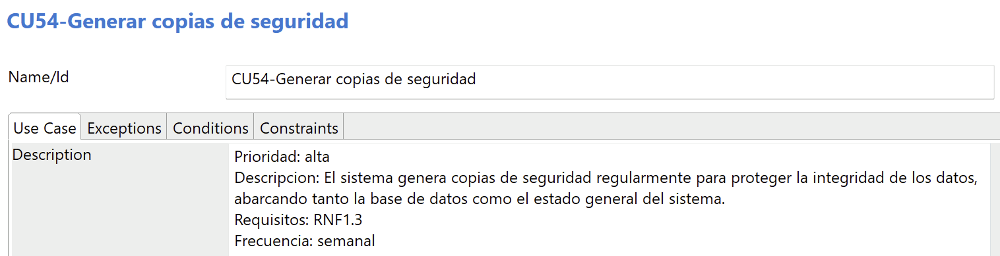 CU54-Generar copias de seguridad
Name/Id
CU54-Generar copias de seguridad
Use Case
Exceptions
Conditions
Constraints
Description
Prioridad: alta
Descripcion: El sistema genera copias de seguridad regularmente para proteger la integridad de los datos,
abarcando tanto la base de datos como el estado general del sistema.
Requisitos: RNF1.3
Frecuencia: semanal